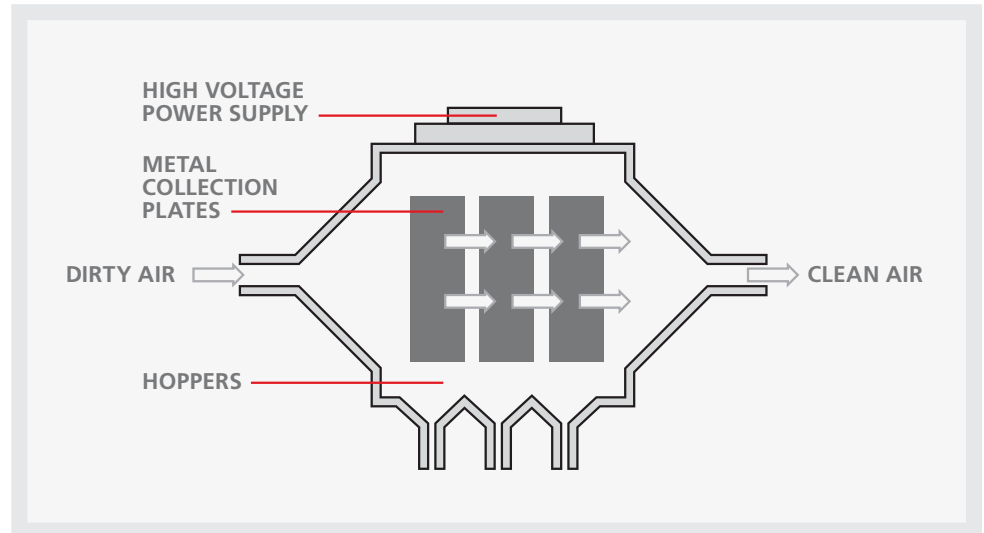 HIGH VOLTAGE
POWER SUPPLY
METAL
COLLECTION
PLATES
DIRTY AIR
CLEAN AIR
HOPPERS